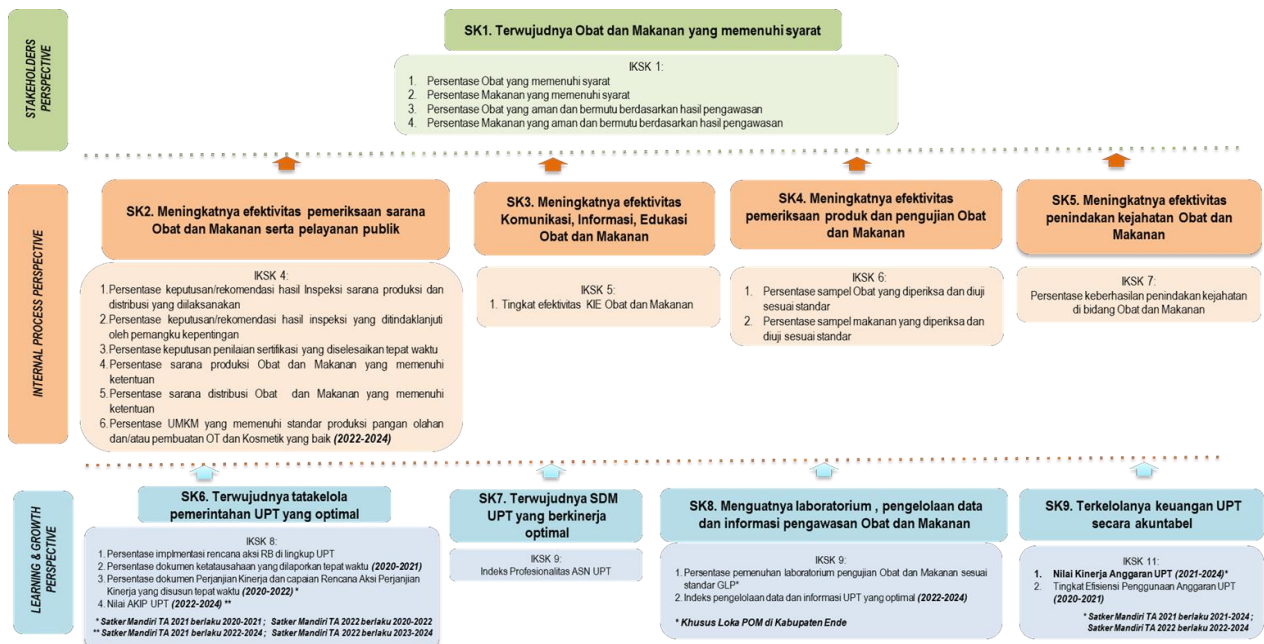 STAKEHOLDERS
PERSPECTIVE
SK1. Terwujudnya Obat dan Makanan yang memenuhi syarat
IKSK 1:
1. Persentase Obat yang memenuhi syarat
2. Persentase Makanan yang memenuhi syarat
3. Persentase Obat yang aman dan bermutu berdasarkan hasil pengawasan
4. Persentase Makanan yang aman dan bermutu berdasarkan hasil pengawasan
INTERNAL PROCESS PERSPECTIVE
SK2. Meningkatnya efektivitas pemeriksaan sarana
Obat dan Makanan serta pelayanan publik
IKSK 4:
1. Persentase keputusan/rekomendasi hasil Inspeksi sarana produksi dan
distribusi yang diilaksanakan
2. Persentase keputusan/rekomendasi hasil inspeksi yang ditindaklanjuti
oleh pemangku kepentingan
3. Persentase keputusan penilaian sertifikasi yang diselesaikan tepat waktu
4. Persentase sarana produksi Obat dan Makanan yang memenuhi
ketentuan
5. Persentase sarana distribusi Obat dan Makanan yang memenuhi
ketentuan
6. Persentase UMKM yang memenuhi standar produksi pangan olahan
dan/atau pembuatan OT dan Kosmetik yang baik (2022-2024)
SK3. Meningkatnya efektivitas
Komunikasi, Informasi, Edukasi
Obat dan Makanan
IKSK 5:
1. Tingkat efektivitas KIE Obat dan Makanan
SK4. Meningkatnya efektivitas
pemeriksaan produk dan pengujian Obat
dan Makanan
IKSK 6:
1. Persentase sampel Obat yang diperiksa dan diuji
sesuai standar
2. Persentase sampel makanan yang diperiksa dan
diuji sesuai standar
SK5. Meningkatnya efektivitas
penindakan kejahatan Obat dan
Makanan
IKSK 7:
Persentase keberhasilan penindakan kejahatan
di bidang Obat dan Makanan
LEARNING & GROWTH
PERSPECTIVE
SK6. Terwujudnya tatakelola
pemerintahan UPT yang optimal
IKSK 8:
1. Persentase implmentasi rencana aksi RB di lingkup UPT
2. Persentase dokumen ketatausahaan yang dilaporkan tepat waktu (2020-2021)
3. Persentase dokumen Perjanjian Kinerja dan capaian Rencana Aksi Perjanjian
Kinerja yang disusun tepat waktu (2020-2022) *
4. Nilai AKIP UPT (2022-2024) **
* Satker Mandiri TA 2021 berlaku 2020-2021 ; Satker Mandiri TA 2022 berlaku 2020-2022
** Satker Mandiri TA 2021 berlaku 2022-2024 ; Satker Mandiri TA 2022 berlaku 2023-2024
SK7. Terwujudnya SDM
UPT yang berkinerja
optimal
IKSK 9:
Indeks Profesionalitas ASN UPT
SK8. Menguatnya laboratorium , pengelolaan data
dan informasi pengawasan Obat dan Makanan
IKSK 9:
1. Persentase pemenuhan laboratorium pengujian Obat dan Makanan sesuai
standar GLP*
2. Indeks pengelolaan data dan informasi UPT yang optimal (2022-2024)
* Khusus Loka POM di Kabupaten Ende
SK9. Terkelolanya keuangan UPT
secara akuntabel
IKSK 11:
1. Nilai Kinerja Anggaran UPT (2021-2024)*
2. Tingkat Efisiensi Penggunaan Anggaran UPT
(2020-2021)
* Satker Mandiri TA 2021 berlaku 2021-2024 ;
Satker Mandiri TA 2022 berlaku 2022-2024